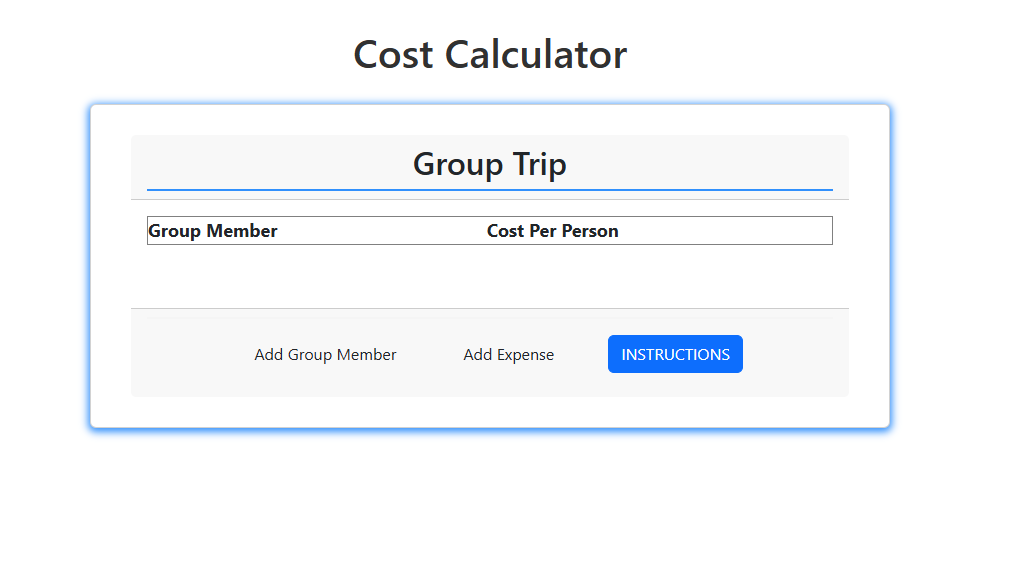 Cost Calculator
Group Trip
Group Member Cost Per Person
Add Group Member Add Expense INSTRUCTIONS